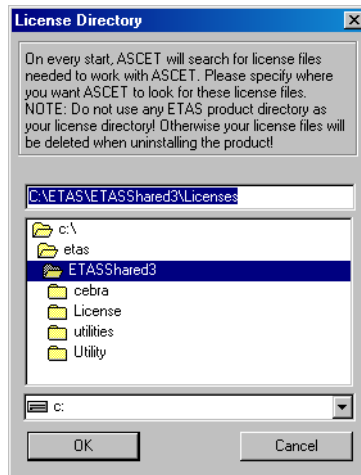 License Directory
On every start, ASCET will search for license files
needed to work with ASCET. Please specify where
you want ASCET to look for these license files.
NOTE: Do not use any ETAS product directory as
your license directory! Otherwise your license files will
be deleted when uninstalling the product!
C:\ETAS\ETASShared3\Licenses
c:\
etas
ETASShared3
cebra
License
utilities
Utility
c:
OK
Cancel